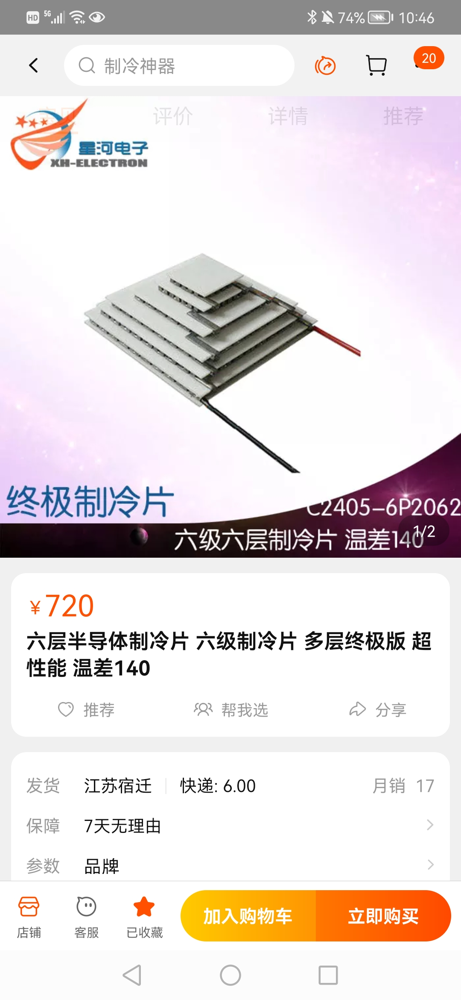 HD 5G 74% 10:46
制冷神器
20
宝贝 评价 详情 推荐
星河电子
XH-ELECTRON
终极制冷片
C2405-6P2062
六级六层制冷片 温差140
1/2
¥720
六层半导体制冷片 六级制冷片 多层终极版 超
性能 温差140
推荐 帮我选 分享
发货 江苏宿迁 快递: 6.00 月销 17
保障 7天无理由
参数 品牌
店铺 客服 已收藏 加入购物车 立即购买